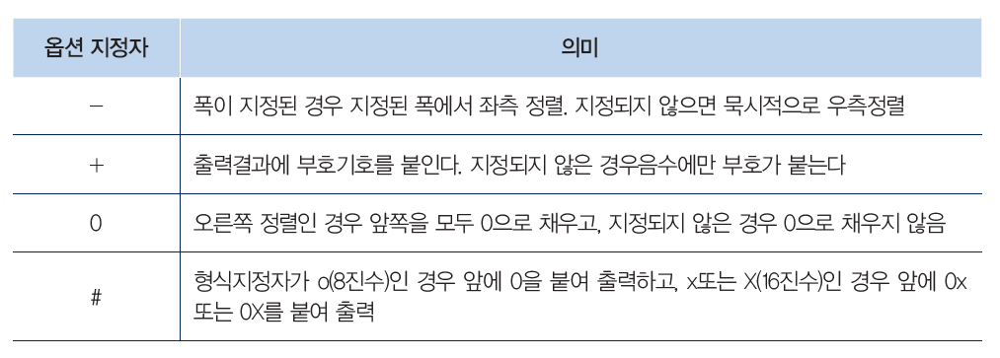 옵션 지정자 의미
− 폭이 지정된 경우 지정된 폭에서 좌측 정렬. 지정되지 않으면 묵시적으로 우측정렬
+ 출력결과에 부호기호를 붙인다. 지정되지 않은 경우음수에만 부호가 붙는다
0 오른쪽 정렬인 경우 앞쪽을 모두 0으로 채우고, 지정되지 않은 경우 0으로 채우지 않음
# 형식지정자가 o(8진수)인 경우 앞에 0을 붙여 출력하고, x또는 X(16진수)인 경우 앞에 0x
또는 0X를 붙여 출력